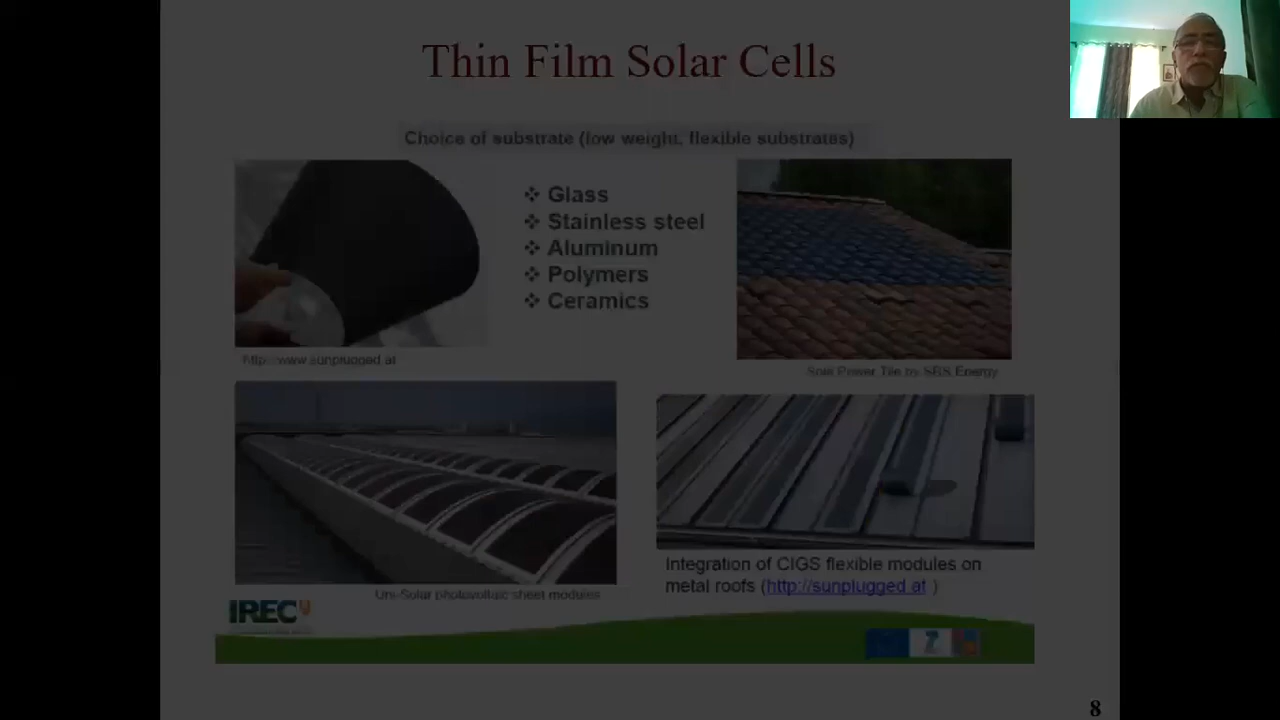 Thin Film Solar Cells
Choice of substrate (low weight, flexible substrates)
❖ Glass
❖ Stainless steel
❖ Aluminum
❖ Polymers
❖ Ceramics
http://www.sunplugged.at
Solar Power Tile by SRS Energy
Uni-Solar photovoltaic sheet modules
Integration of CIGS flexible modules on
metal roofs (http://sunplugged.at )
IREC
8